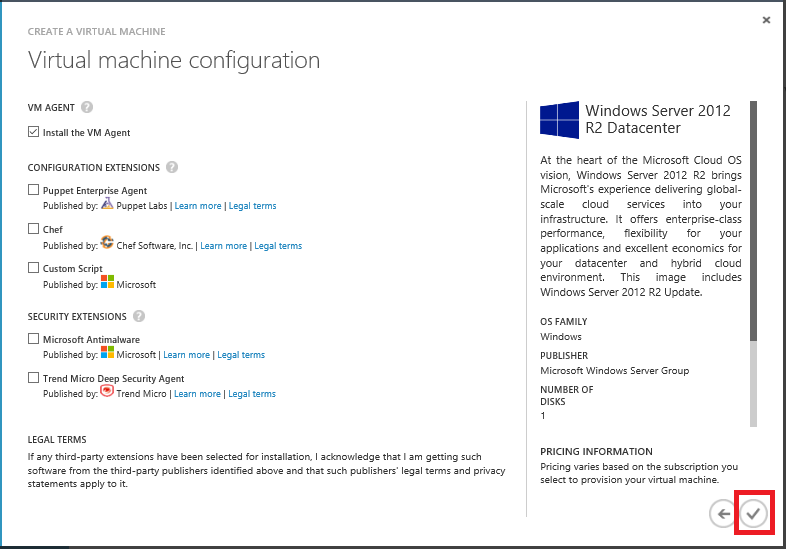 CREATE A VIRTUAL MACHINE
Virtual machine configuration
VM AGENT ?
Install the VM Agent
CONFIGURATION EXTENSIONS ?
Puppet Enterprise Agent
Published by: Puppet Labs | Learn more | Legal terms
Chef
Published by: Chef Software, Inc. | Learn more | Legal terms
Custom Script
Published by: Microsoft
SECURITY EXTENSIONS ?
Microsoft Antimalware
Published by: Microsoft | Learn more | Legal terms
Trend Micro Deep Security Agent
Published by: Trend Micro | Learn more | Legal terms
LEGAL TERMS
If any third-party extensions have been selected for installation, I acknowledge that I am getting such
software from the third-party publishers identified above and that such publishers' legal terms and privacy
statements apply to it.
Windows Server 2012
R2 Datacenter
At the heart of the Microsoft Cloud OS
vision, Windows Server 2012 R2 brings
Microsoft's experience delivering global-
scale cloud services into your
infrastructure. It offers enterprise-class
performance, flexibility for your
applications and excellent economics for
your datacenter and hybrid cloud
environment. This image includes
Windows Server 2012 R2 Update.
OS FAMILY
Windows
PUBLISHER
Microsoft Windows Server Group
NUMBER OF
DISKS
1
PRICING INFORMATION
Pricing varies based on the subscription you
select to provision your virtual machine.